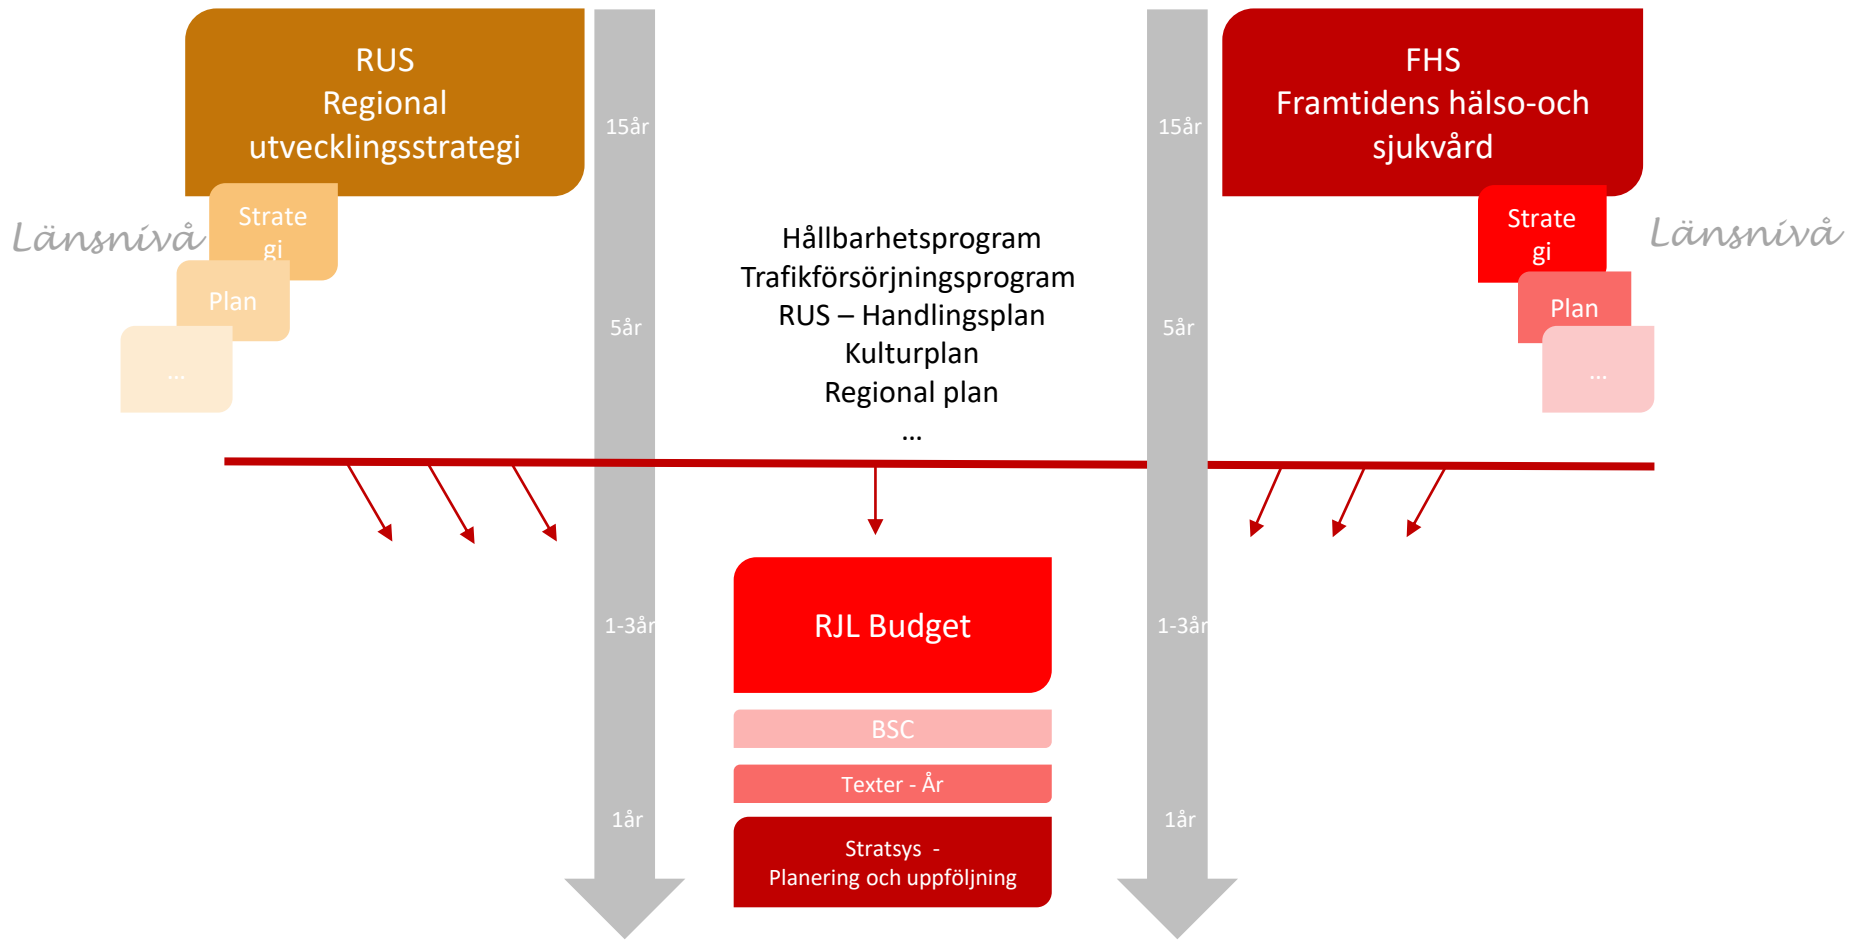 RUS
Regional
utvecklingsstrategi
Länsnivå
Strate
gi
Plan
...
15år
5år
1-3år
1år
Hållbarhetsprogram
Trafikförsörjningsprogram
RUS – Handlingsplan
Kulturplan
Regional plan
...
RJL Budget
BSC
Texter - År
Stratsys -
Planering och uppföljning
15år
5år
1-3år
1år
FHS
Framtidens hälso-och
sjukvård
Strate
gi
Plan
...
Länsnivå